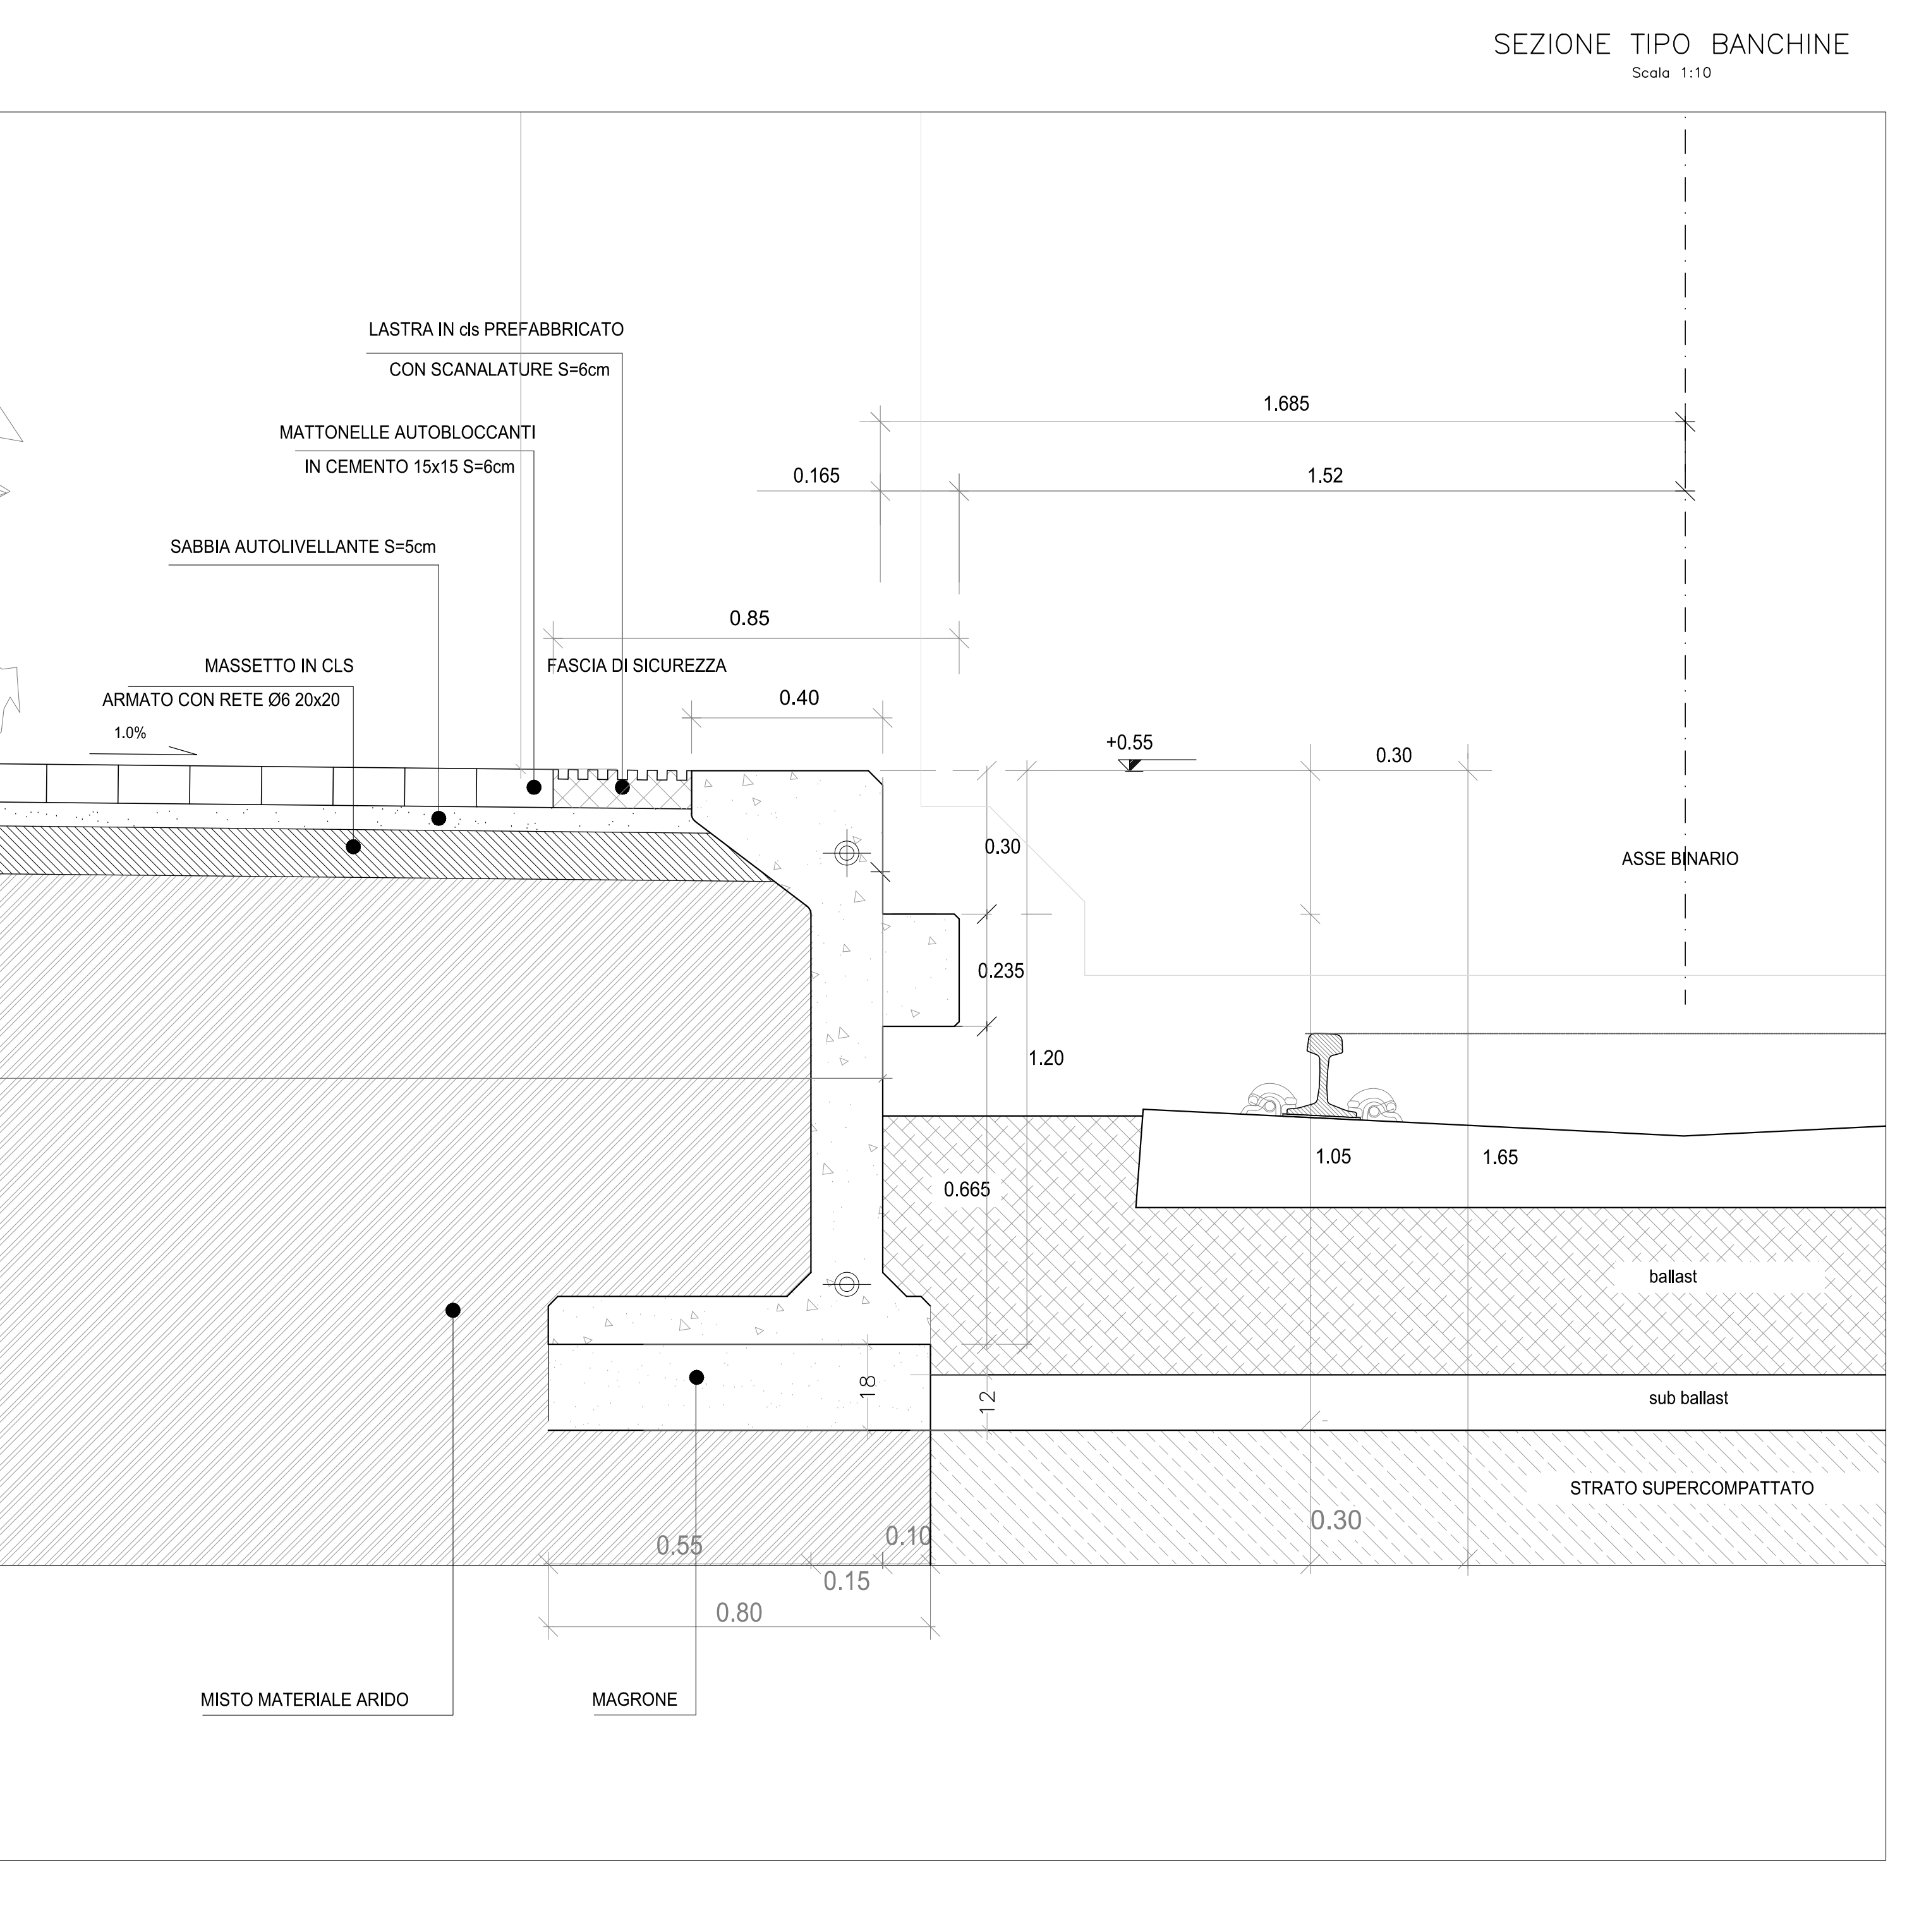 SEZIONE TIPO BANCHINE
Scala 1:10
LASTRA IN cls PREFABBRICATO
CON SCANALATURE S=6cm
1.685
MATTONELLE AUTOBLOCCANTI
IN CEMENTO 15x15 S=6cm
0.165
1.52
SABBIA AUTOLIVELLANTE S=5cm
0.85
MASSETTO IN CLS
FASCIA DI SICUREZZA
ARMATO CON RETE Ø6 20x20
0.40
1.0%
+0.55
0.30
0.30
ASSE BINARIO
0.235
1.20
1.05
1.65
0.665
ballast
18
12
sub ballast
STRATO SUPERCOMPATTATO
0.30
0.55
0.10
0.15
0.80
MISTO MATERIALE ARIDO
MAGRONE